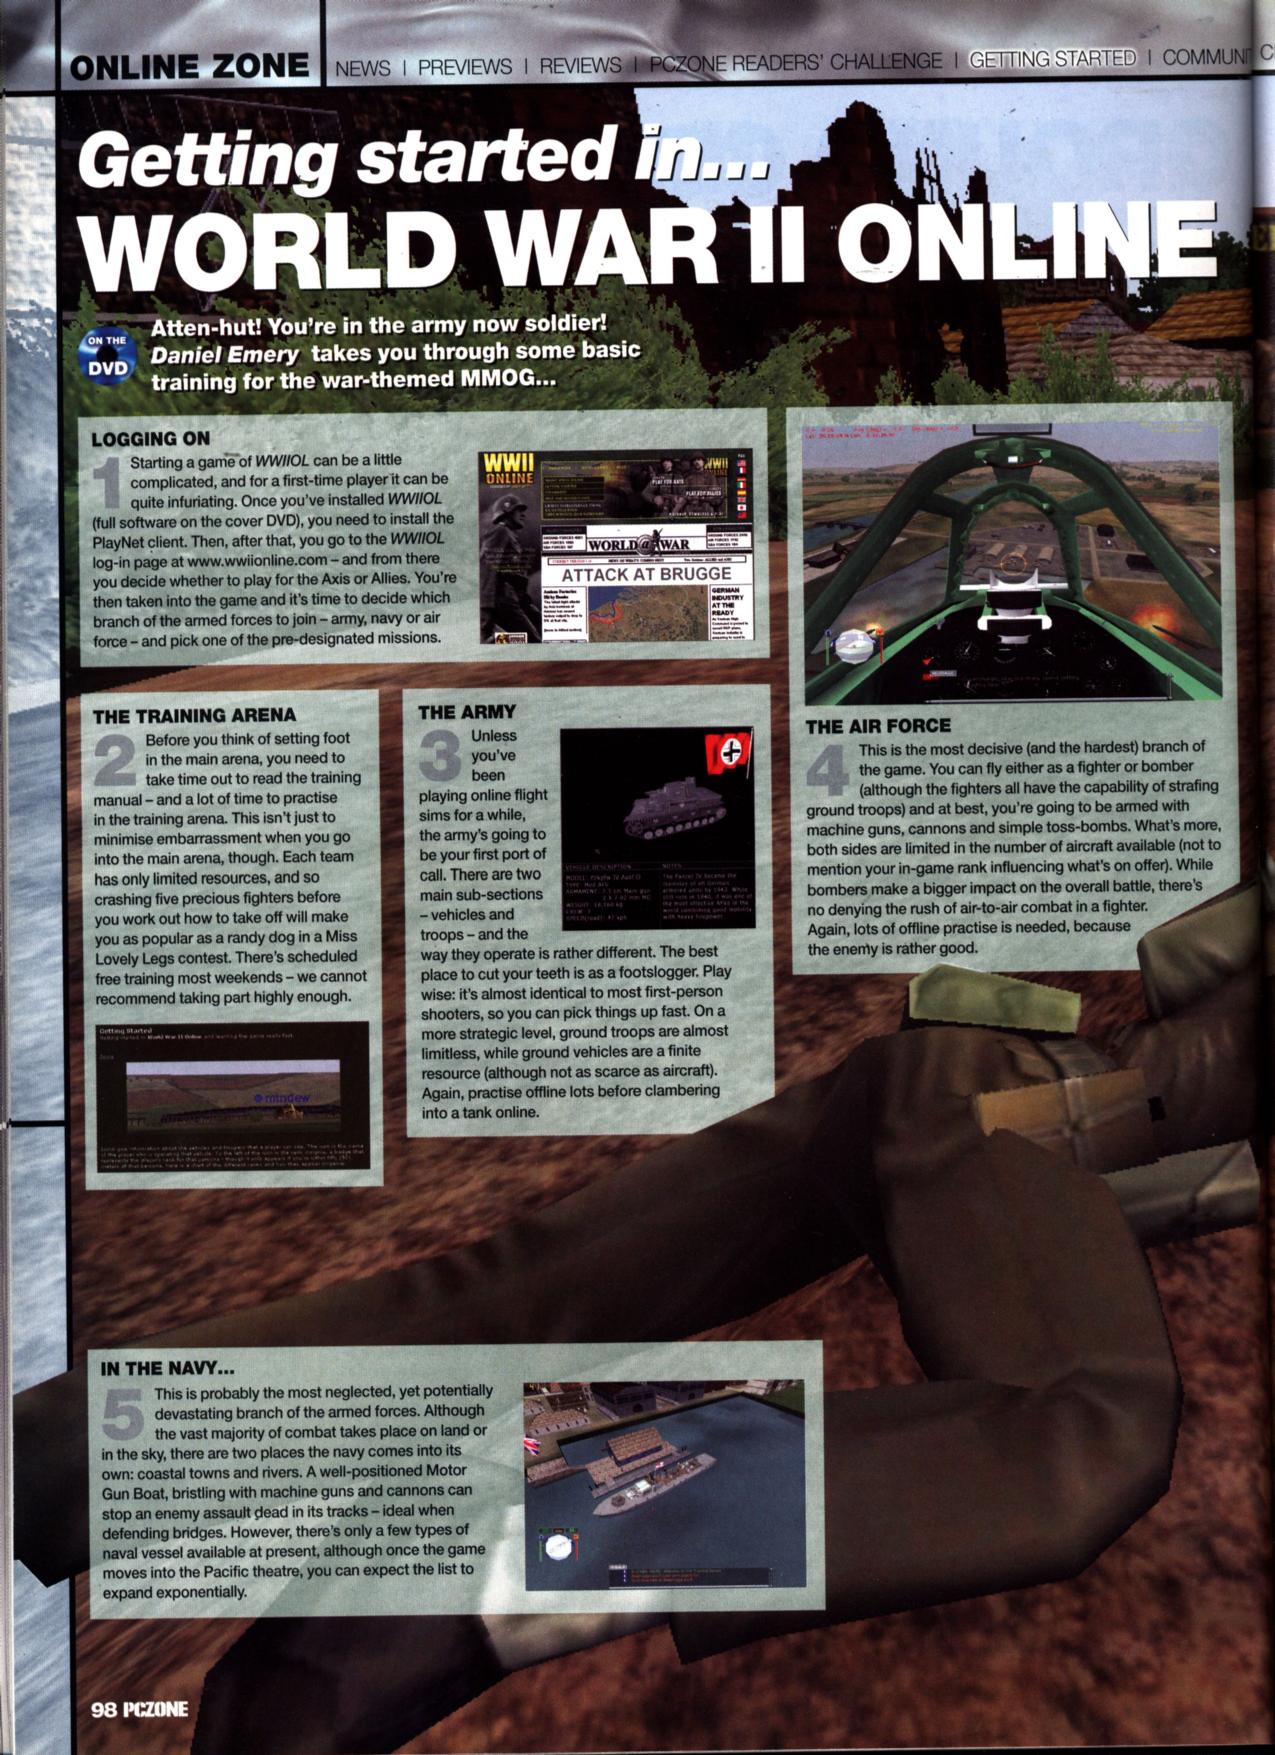 ONLINE ZONE
NEWS | PREVIEWS | REVIEWS | PCZONE READERS' CHALLENGE | GETTING STARTED | COMMUNI
Getting started in...
WORLD WAR II ONLINE
ON THE
DVD
Atten-hut! You're in the army now soldier!
Daniel Emery takes you through some basic
training for the war-themed MMOG...
LOGGING ON
1 Starting a game of WWIIOL can be a little
complicated, and for a first-time player it can be
quite infuriating. Once you've installed WWIIOL
(full software on the cover DVD), you need to install the
PlayNet client. Then, after that, you go to the WWIIOL
log-in page at www.wwiionline.com – and from there
you decide whether to play for the Axis or Allies. You're
then taken into the game and it's time to decide which
branch of the armed forces to join – army, navy or air
force – and pick one of the pre-designated missions.
WWII
ONLINE
WWII
ONLINE
PLAY FOR AXIS
PLAY FOR ALLIES
WORLD@WAR
ATTACK AT BRUGGE
GERMAN
INDUSTRY
AT THE
READY
THE TRAINING ARENA
2 Before you think of setting foot
in the main arena, you need to
take time out to read the training
manual – and a lot of time to practise
in the training arena. This isn't just to
minimise embarrassment when you go
into the main arena, though. Each team
has only limited resources, and so
crashing five precious fighters before
you work out how to take off will make
you as popular as a randy dog in a Miss
Lovely Legs contest. There's scheduled
free training most weekends – we cannot
recommend taking part highly enough.
Getting Started
Getting started in World War II Online and learning the game really fast.
mtndew
THE ARMY
3 Unless
you've
been
playing online flight
sims for a while,
the army's going to
be your first port of
call. There are two
main sub-sections
– vehicles and
troops – and the
way they operate is rather different. The best
place to cut your teeth is as a footslogger. Play
wise: it's almost identical to most first-person
shooters, so you can pick things up fast. On a
more strategic level, ground troops are almost
limitless, while ground vehicles are a finite
resource (although not as scarce as aircraft).
Again, practise offline lots before clambering
into a tank online.
VEHICLE DESCRIPTION
NOTES
THE AIR FORCE
4 This is the most decisive (and the hardest) branch of
the game. You can fly either as a fighter or bomber
(although the fighters all have the capability of strafing
ground troops) and at best, you're going to be armed with
machine guns, cannons and simple toss-bombs. What's more,
both sides are limited in the number of aircraft available (not to
mention your in-game rank influencing what's on offer). While
bombers make a bigger impact on the overall battle, there's
no denying the rush of air-to-air combat in a fighter.
Again, lots of offline practise is needed, because
the enemy is rather good.
IN THE NAVY...
5 This is probably the most neglected, yet potentially
devastating branch of the armed forces. Although
the vast majority of combat takes place on land or
in the sky, there are two places the navy comes into its
own: coastal towns and rivers. A well-positioned Motor
Gun Boat, bristling with machine guns and cannons can
stop an enemy assault dead in its tracks – ideal when
defending bridges. However, there's only a few types of
naval vessel available at present, although once the game
moves into the Pacific theatre, you can expect the list to
expand exponentially.
98 PCZONE